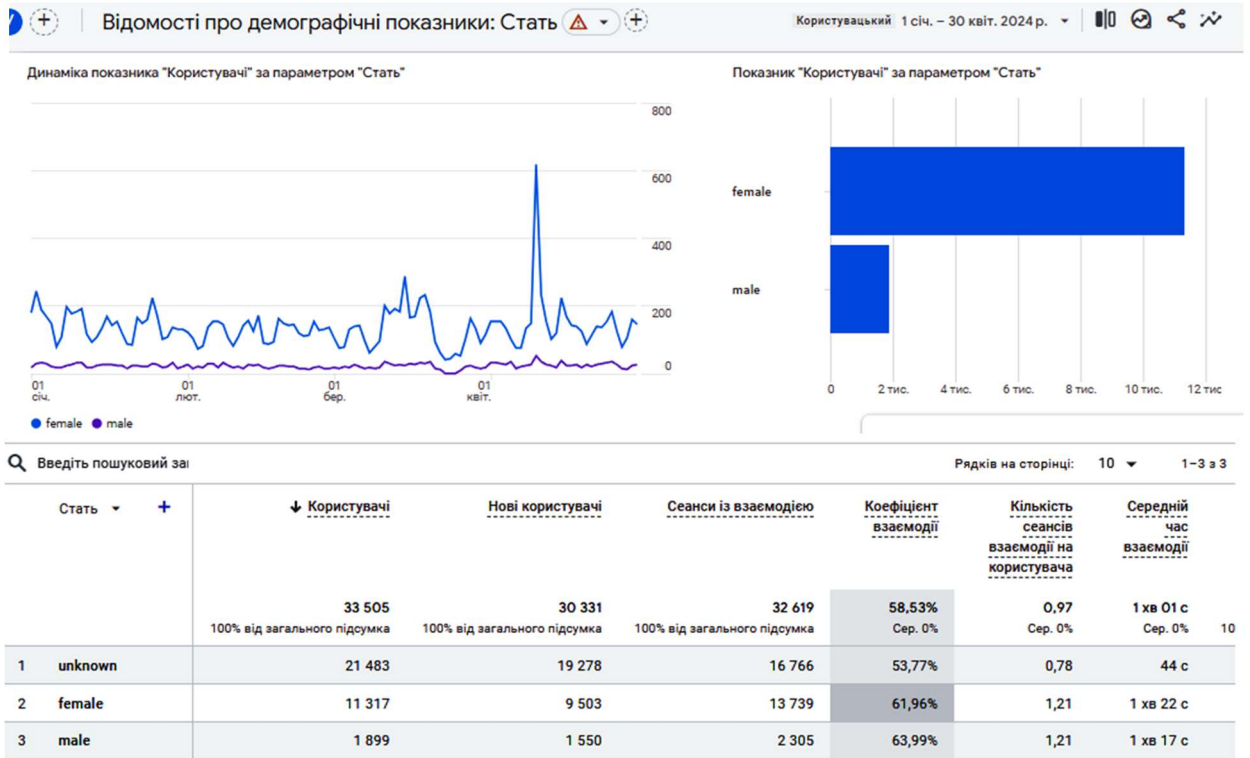 Відомості про демографічні показники: Стать
Користувацький 1 січ. – 30 квіт. 2024 р.
Динаміка показника "Користувачі" за параметром "Стать"
800
600
400
200
0
01 січ.
01 лют.
01 бер.
01 квіт.
female male
Показник "Користувачі" за параметром "Стать"
female
male
0 2 тис. 4 тис. 6 тис. 8 тис. 10 тис. 12 тис
Введіть пошуковий заг
Рядків на сторінці: 10 1–3 з 3
Стать + ↓ Користувачі Нові користувачі Сеанси із взаємодією Коефіцієнт взаємодії Кількість сеансів взаємодії на користувача Середній час взаємодії
33 505 30 331 32 619 58,53% 0,97 1 хв 01 с
100% від загального підсумка 100% від загального підсумка 100% від загального підсумка Сер. 0% Сер. 0% Сер. 0% 10
1 unknown 21 483 19 278 16 766 53,77% 0,78 44 с
2 female 11 317 9 503 13 739 61,96% 1,21 1 хв 22 с
3 male 1 899 1 550 2 305 63,99% 1,21 1 хв 17 с